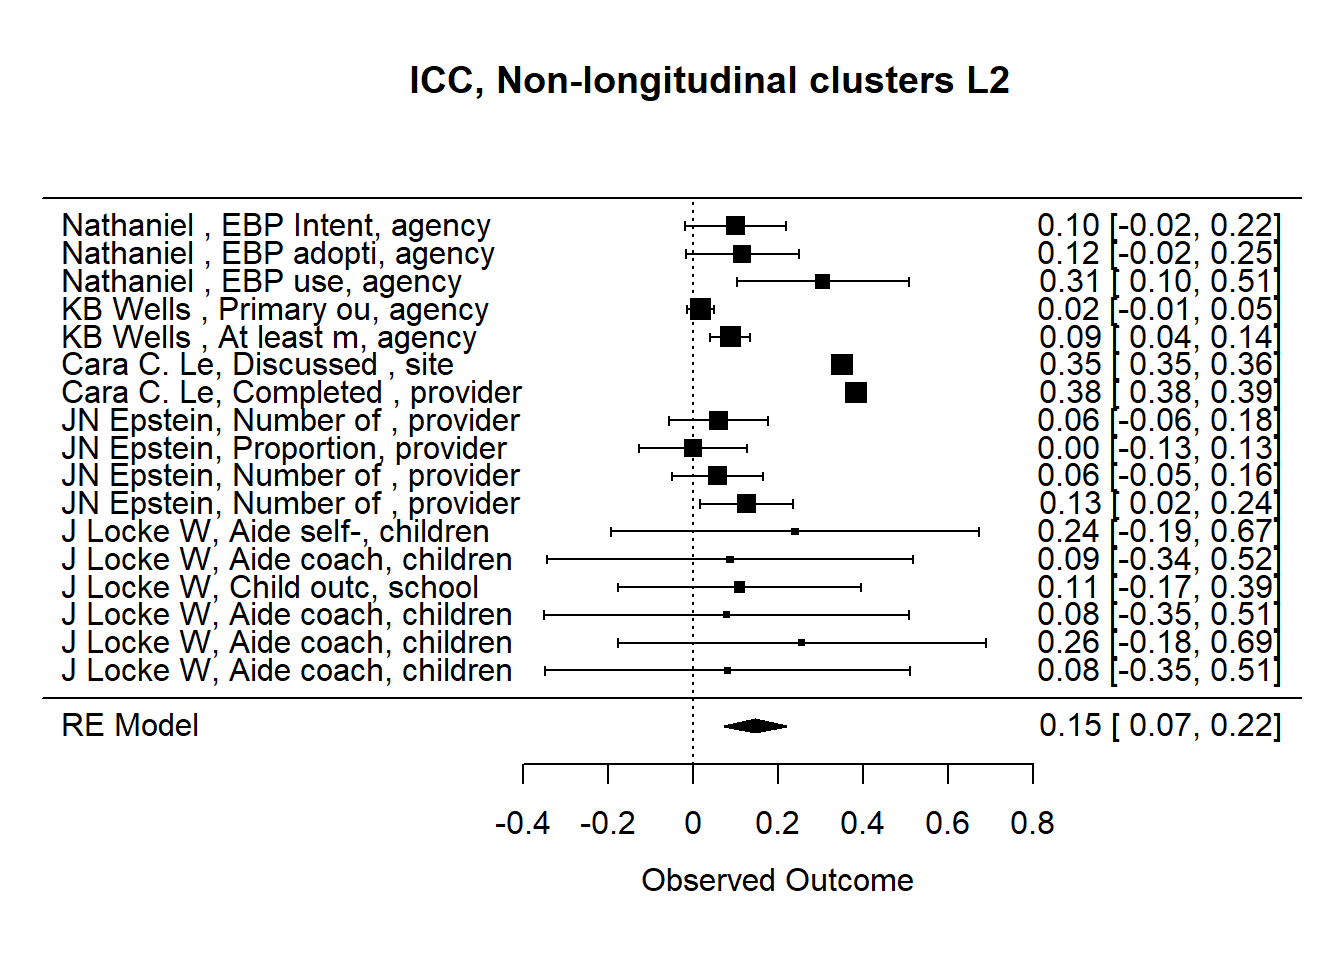 ICC, Non-longitudinal clusters L2
Nathaniel , EBP Intent, agency 0.10 [-0.02, 0.22]
Nathaniel , EBP adopti, agency 0.12 [-0.02, 0.25]
Nathaniel , EBP use, agency 0.31 [ 0.10, 0.51]
KB Wells , Primary ou, agency 0.02 [-0.01, 0.05]
KB Wells , At least m, agency 0.09 [ 0.04, 0.14]
Cara C. Le, Discussed , site 0.35 [ 0.35, 0.36]
Cara C. Le, Completed , provider 0.38 [ 0.38, 0.39]
JN Epstein, Number of , provider 0.06 [-0.06, 0.18]
JN Epstein, Proportion, provider 0.00 [-0.13, 0.13]
JN Epstein, Number of , provider 0.06 [-0.05, 0.16]
JN Epstein, Number of , provider 0.13 [ 0.02, 0.24]
J Locke W, Aide self-, children 0.24 [-0.19, 0.67]
J Locke W, Aide coach, children 0.09 [-0.34, 0.52]
J Locke W, Child outc, school 0.11 [-0.17, 0.39]
J Locke W, Aide coach, children 0.08 [-0.35, 0.51]
J Locke W, Aide coach, children 0.26 [-0.18, 0.69]
J Locke W, Aide coach, children 0.08 [-0.35, 0.51]
RE Model 0.15 [ 0.07, 0.22]
-0.4 -0.2 0 0.2 0.4 0.6 0.8
Observed Outcome